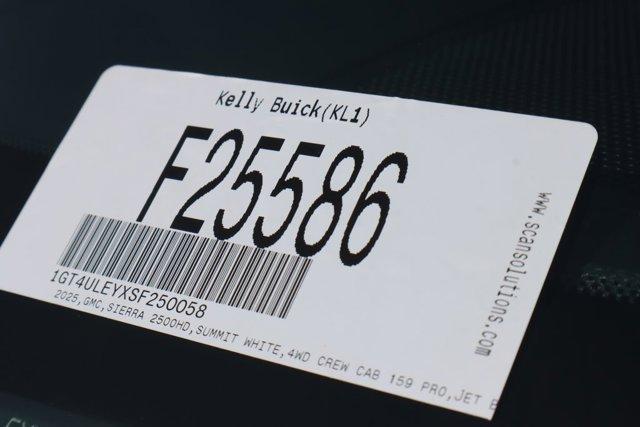 Kelly Buick(KL1)
F25586
1GT4ULEYXSF250058
2025,GMC,SIERRA 2500HD,SUMMIT WHITE,4WD CREW CAB 159 PRO,JET
www.scansolutions.com